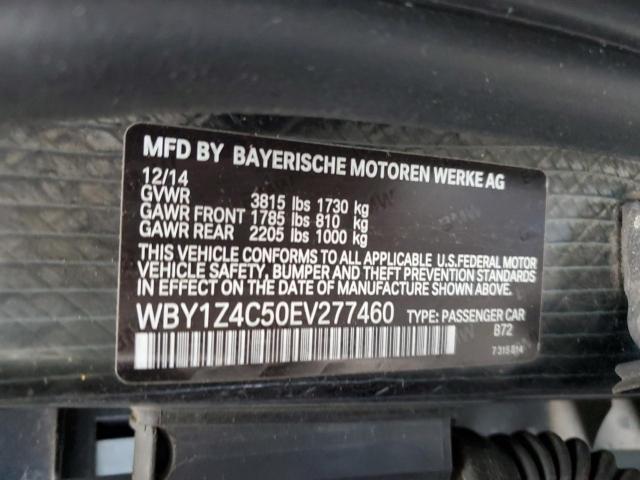 MFD BY BAYERISCHE MOTOREN WERKE AG
12/14
GVWR 3815 lbs 1730 kg
GAWR FRONT 1785 lbs 810 kg
GAWR REAR 2205 lbs 1000 kg
THIS VEHICLE CONFORMS TO ALL APPLICABLE U.S.FEDERAL MOTOR
VEHICLE SAFETY, BUMPER AND THEFT PREVENTION STANDARDS
IN EFFECT ON THE DATE OF MANUFACTURE SHOWN ABOVE.
WBY1Z4C50EV277460 TYPE: PASSENGER CAR
B72
7315 814